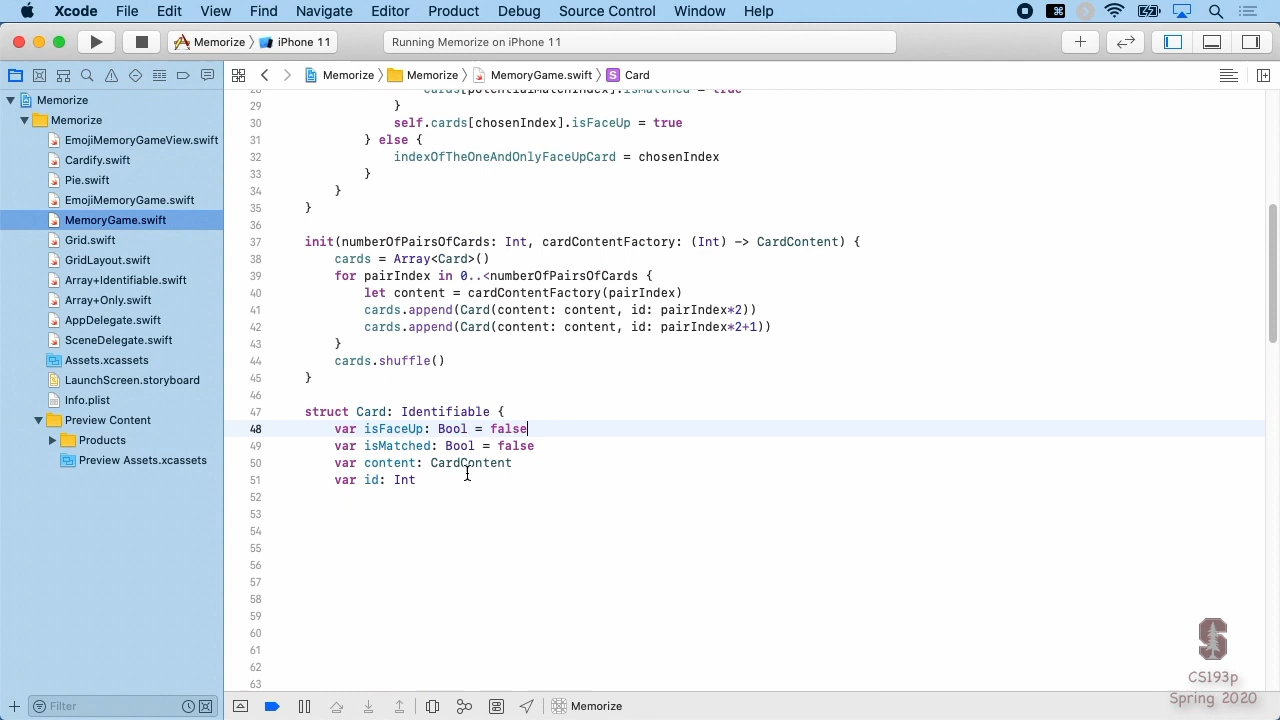 Xcode File Edit View Find Navigate Editor Product Debug Source Control Window Help
Memorize iPhone 11 Running Memorize on iPhone 11
Memorize Memorize MemoryGame.swift S Card
Memorize
Memorize
EmojiMemoryGameView.swift
Cardify.swift
Pie.swift
EmojiMemoryGame.swift
MemoryGame.swift
Grid.swift
GridLayout.swift
Array+Identifiable.swift
Array+Only.swift
AppDelegate.swift
SceneDelegate.swift
Assets.xcassets
LaunchScreen.storyboard
Info.plist
Preview Content
Products
Preview Assets.xcassets
Filter
28 cards[potentialMatchIndex].isMatched = true
29 }
30 self.cards[chosenIndex].isFaceUp = true
31 } else {
32 indexOfTheOneAndOnlyFaceUpCard = chosenIndex
33 }
34 }
35 }
36
37 init(numberOfPairsOfCards: Int, cardContentFactory: (Int) -> CardContent) {
38 cards = Array<Card>()
39 for pairIndex in 0..<numberOfPairsOfCards {
40 let content = cardContentFactory(pairIndex)
41 cards.append(Card(content: content, id: pairIndex*2))
42 cards.append(Card(content: content, id: pairIndex*2+1))
43 }
44 cards.shuffle()
45 }
46
47 struct Card: Identifiable {
48 var isFaceUp: Bool = false
49 var isMatched: Bool = false
50 var content: CardContent
51 var id: Int
52
53
54
55
56
57
58
59
60
61
62
63
Memorize
CS193p
Spring 2020